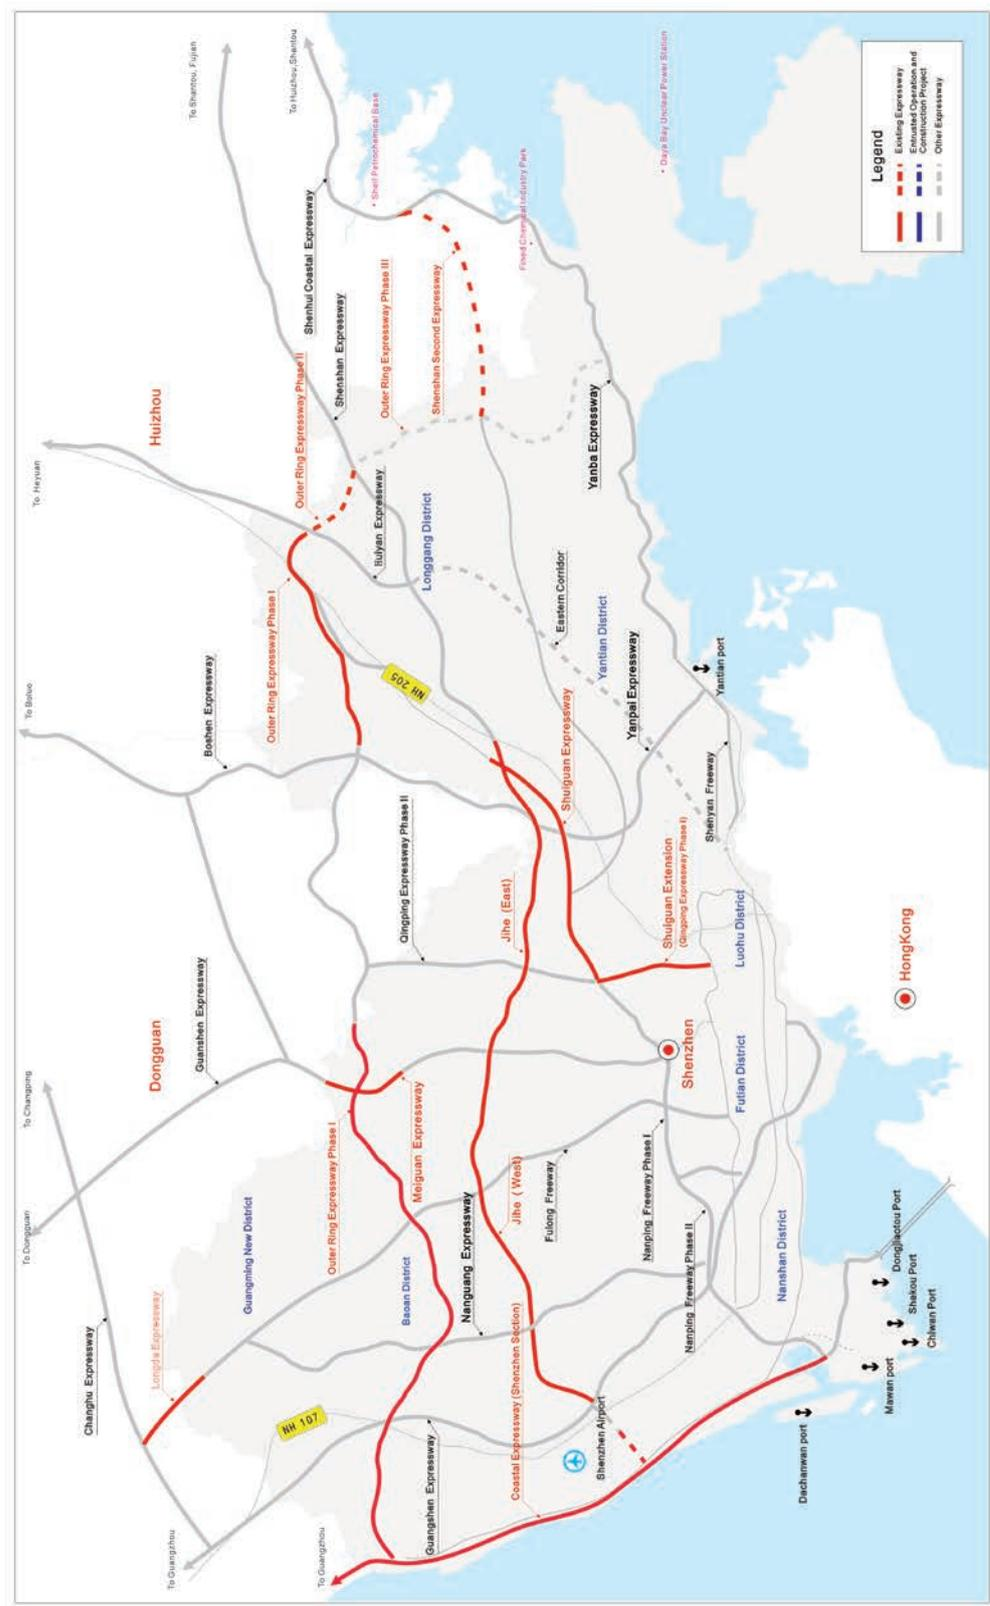 To Shantou, Fujian
To Huizhou,Shantou
Shell Petrochemical Base
Daya Bay Unclear Power Station
Fined Chemical Industry Park
Legend
Existing Expressway
Entrusted Operation and
Construction Project
Other Expressway
Shenhui Coastal Expressway
Shenshan Expressway
Outer Ring Expressway Phase II
Outer Ring Expressway Phase III
Shenshan Second Expressway
Huizhou
To Heyuan
Yanba Expressway
Huiyan Expressway
Longgang District
Outer Ring Expressway Phase I
Eastern Corridor
Yantian District
NH 205
Yantian port
Yanpai Expressway
Boshen Expressway
To Boluo
Shuiguan Expressway
Shenyan Freeway
Qingping Expressway Phase II
Jihe (East)
Shuiguan Extension
(Qingping Expressway Phase I)
Luohu District
HongKong
Guanshen Expressway
Dongguan
To Changping
Shenzhen
Futian District
Meiguan Expressway
Outer Ring Expressway Phase I
Jihe ( West)
Fulong Freeway
Nanping Freeway Phase I
To Dongguan
Guangming New District
Baoan District
Nanguang Expressway
Nanping Freeway Phase II
Nanshan District
Dongjiaotou Port
Shekou Port
Chiwan Port
Mawan port
Dachanwan port
Changhu Expressway
Longda Expressway
NH 107
Coastal Expressway (Shenzhen Section)
Shenzhen Airport
Guangshen Expressway
To Guangzhou
To Guangzhou